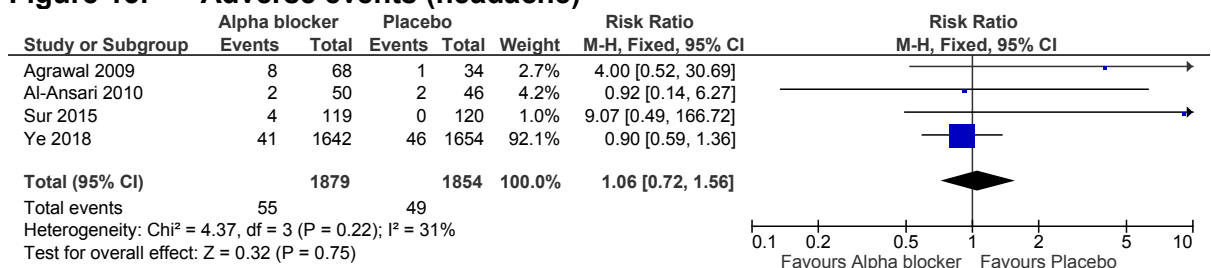 Alpha blocker Placebo Risk Ratio Risk Ratio
Study or Subgroup Events Total Events Total Weight M-H, Fixed, 95% CI M-H, Fixed, 95% CI
Agrawal 2009 8 68 1 34 2.7% 4.00 [0.52, 30.69]
Al-Ansari 2010 2 50 2 46 4.2% 0.92 [0.14, 6.27]
Sur 2015 4 119 0 120 1.0% 9.07 [0.49, 166.72]
Ye 2018 41 1642 46 1654 92.1% 0.90 [0.59, 1.36]
Total (95% CI) 1879 1854 100.0% 1.06 [0.72, 1.56]
Total events 55 49
Heterogeneity: Chi² = 4.37, df = 3 (P = 0.22); I² = 31%
Test for overall effect: Z = 0.32 (P = 0.75)
0.1 0.2 0.5 1 2 5 10
Favours Alpha blocker Favours Placebo